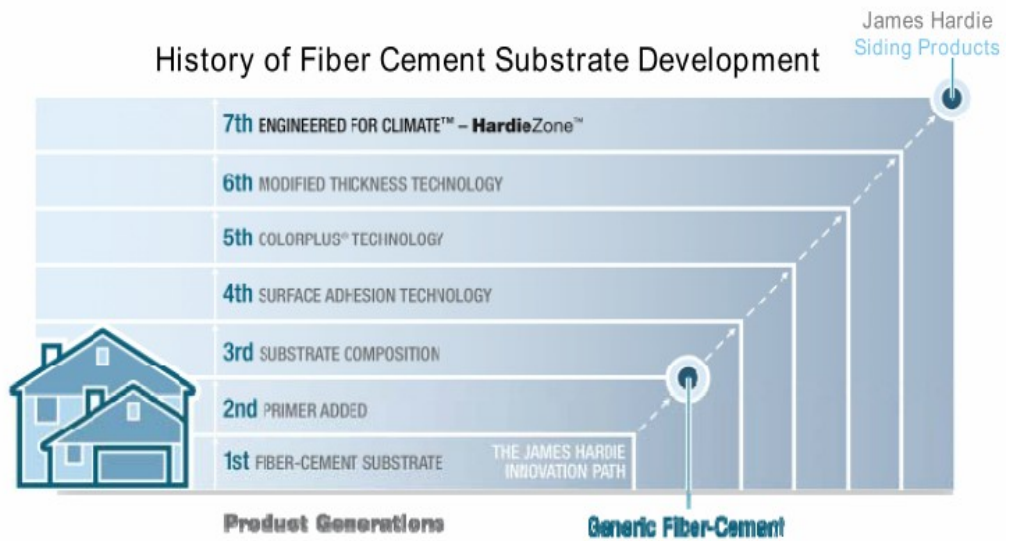 James Hardie
Siding Products
History of Fiber Cement Substrate Development
7th ENGINEERED FOR CLIMATE™ – HardieZone™
6th MODIFIED THICKNESS TECHNOLOGY
5th COLORPLUS® TECHNOLOGY
4th SURFACE ADHESION TECHNOLOGY
3rd SUBSTRATE COMPOSITION
2nd PRIMER ADDED
1st FIBER-CEMENT SUBSTRATE
THE JAMES HARDIE
INNOVATION PATH
Product Generations
Generic Fiber-Cement